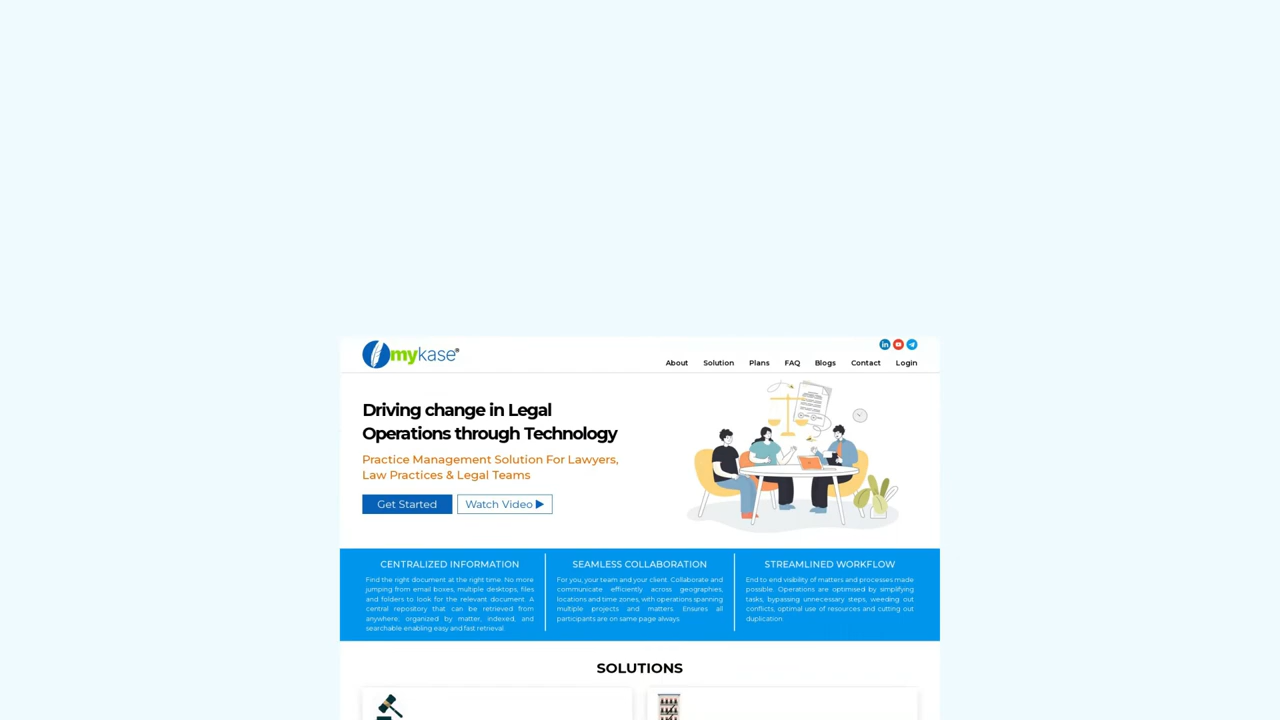 mykase®
About Solution Plans FAQ Blogs Contact Login
Driving change in Legal
Operations through Technology
Practice Management Solution For Lawyers,
Law Practices & Legal Teams
Get Started Watch Video
CENTRALIZED INFORMATION
Find the right document at the right time. No more
jumping from email boxes, multiple desktops, files
and folders to look for the relevant document. A
central repository that can be retrieved from
anywhere; organized by matter, indexed, and
searchable enabling easy and fast retrieval.
SEAMLESS COLLABORATION
For you, your team and your client. Collaborate and
communicate efficiently across geographies,
locations and time zones, with operations spanning
multiple projects and matters. Ensures all
participants are on same page always.
STREAMLINED WORKFLOW
End to end visibility of matters and processes made
possible. Operations are optimised by simplifying
tasks, bypassing unnecessary steps, weeding out
conflicts, optimal use of resources and cutting out
duplication.
SOLUTIONS